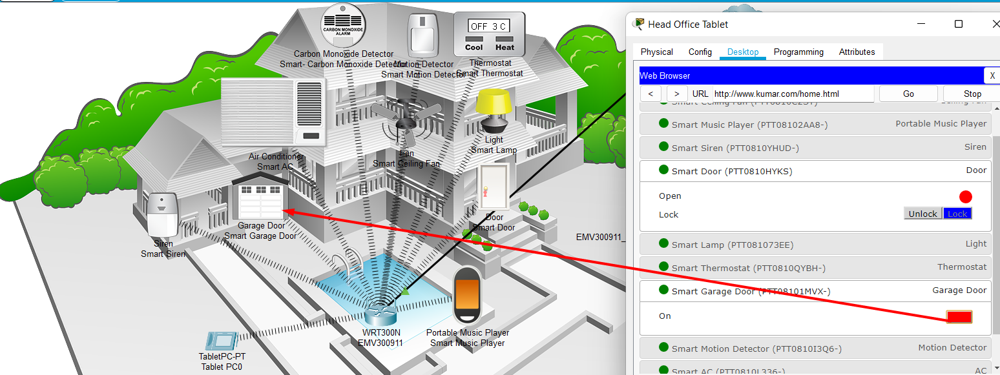 CARBON MONOXIDE
ALARM
Carbon Monoxide Detector
Smart- Carbon Monoxide Detector
Motion Detector
Smart Motion Detector
OFF 3 C
Cool Heat
Thermostat
Smart Thermostat
Air Conditioner
Smart AC
Fan
Smart Ceiling Fan
Light
Smart Lamp
Door
Smart Door
Garage Door
Smart Garage Door
Siren
Smart Siren
EMV300911_
WRT300N
EMV300911
Portable Music Player
Smart Music Player
TabletPC-PT
Tablet PC0
Head Office Tablet
Physical Config Desktop Programming Attributes
Web Browser X
< > URL http://www.kumar.com/home.html Go Stop
Smart Music Player (PTT08102AA8-) Portable Music Player
Smart Siren (PTT0810YHUD-) Siren
Smart Door (PTT0810HYKS) Door
Open
Lock Unlock Lock
Smart Lamp (PTT081073EE) Light
Smart Thermostat (PTT0810QYBH-) Thermostat
Smart Garage Door (PTT08101MVX-) Garage Door
On
Smart Motion Detector (PTT0810I3Q6-) Motion Detector
Smart AC (PTT0810L336-) AC